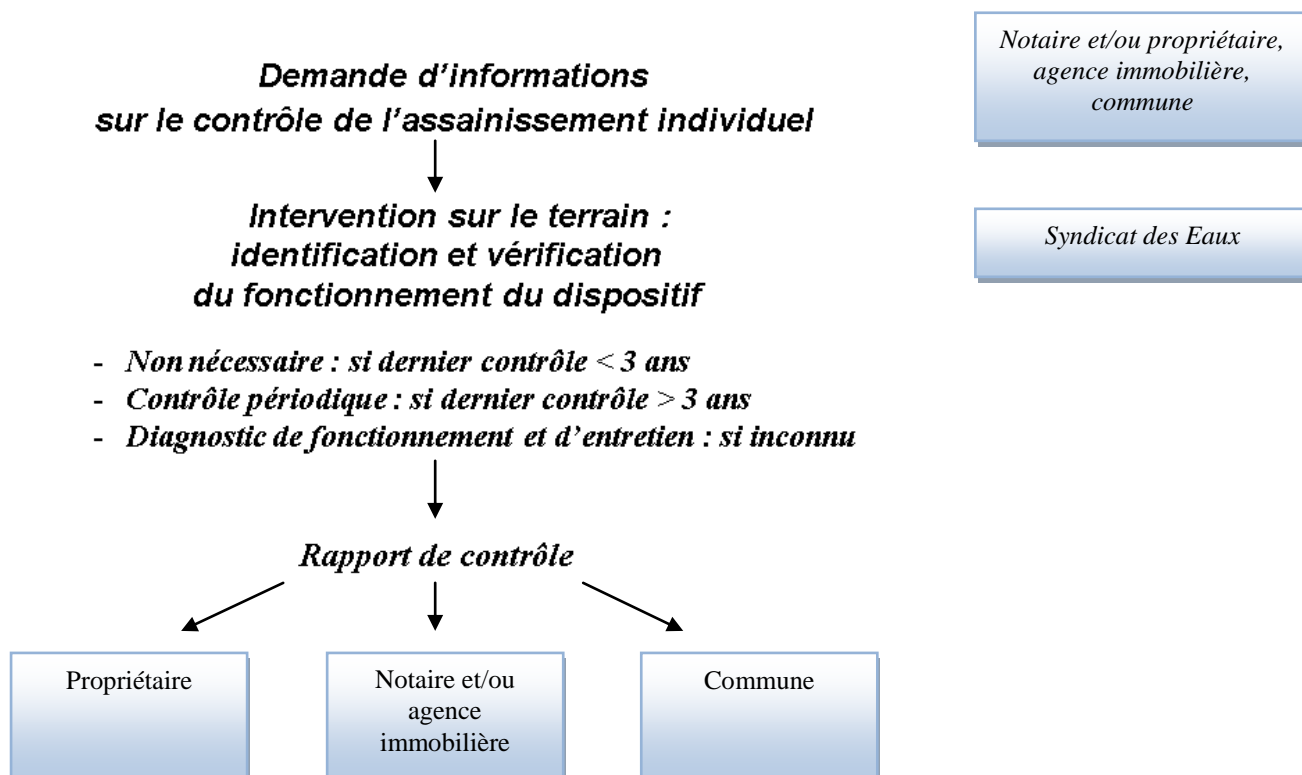 Demande d'informations
sur le contrôle de l'assainissement individuel
Notaire et/ou propriétaire,
agence immobilière,
commune
Intervention sur le terrain :
identification et vérification
du fonctionnement du dispositif
Syndicat des Eaux
- Non nécessaire : si dernier contrôle < 3 ans
- Contrôle périodique : si dernier contrôle > 3 ans
- Diagnostic de fonctionnement et d'entretien : si inconnu
Rapport de contrôle
Propriétaire
Notaire et/ou
agence
immobilière
Commune